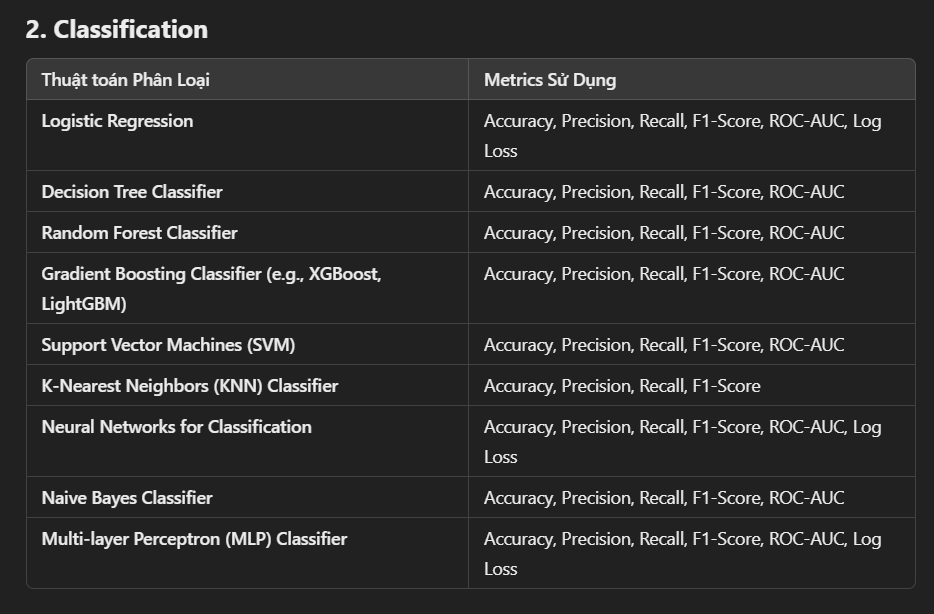 2. Classification
Thuật toán Phân Loại
Metrics Sử Dụng
Logistic Regression
Accuracy, Precision, Recall, F1-Score, ROC-AUC, Log
Loss
Decision Tree Classifier
Accuracy, Precision, Recall, F1-Score, ROC-AUC
Random Forest Classifier
Accuracy, Precision, Recall, F1-Score, ROC-AUC
Gradient Boosting Classifier (e.g., XGBoost,
LightGBM)
Accuracy, Precision, Recall, F1-Score, ROC-AUC
Support Vector Machines (SVM)
Accuracy, Precision, Recall, F1-Score, ROC-AUC
K-Nearest Neighbors (KNN) Classifier
Accuracy, Precision, Recall, F1-Score
Neural Networks for Classification
Accuracy, Precision, Recall, F1-Score, ROC-AUC, Log
Loss
Naive Bayes Classifier
Accuracy, Precision, Recall, F1-Score, ROC-AUC
Multi-layer Perceptron (MLP) Classifier
Accuracy, Precision, Recall, F1-Score, ROC-AUC, Log
Loss